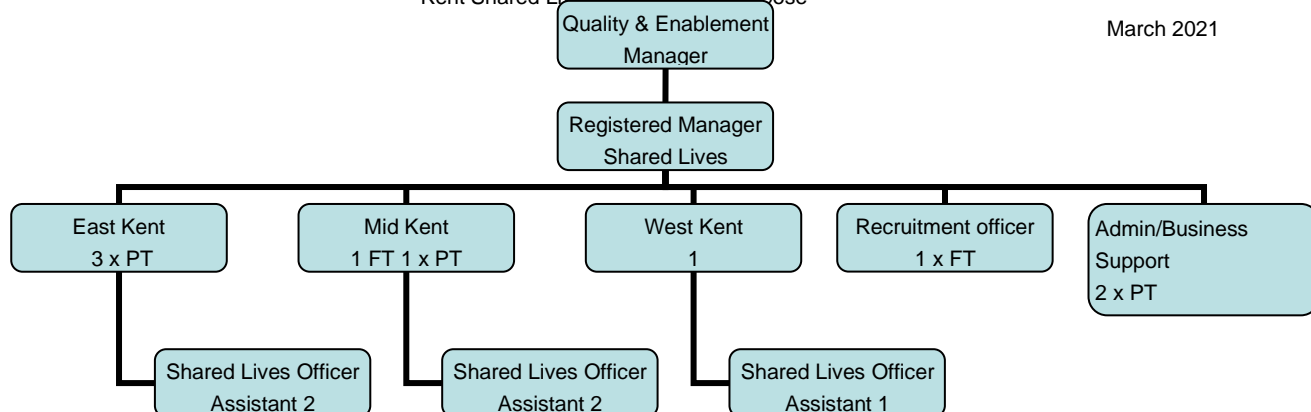 Kent Shared
March 2021
Quality & Enablement
Manager
Registered Manager
Shared Lives
East Kent
3 x PT
Mid Kent
1 FT 1 x PT
West Kent
1
Recruitment officer
1 x FT
Admin/Business
Support
2 x PT
Shared Lives Officer
Assistant 2
Shared Lives Officer
Assistant 2
Shared Lives Officer
Assistant 1